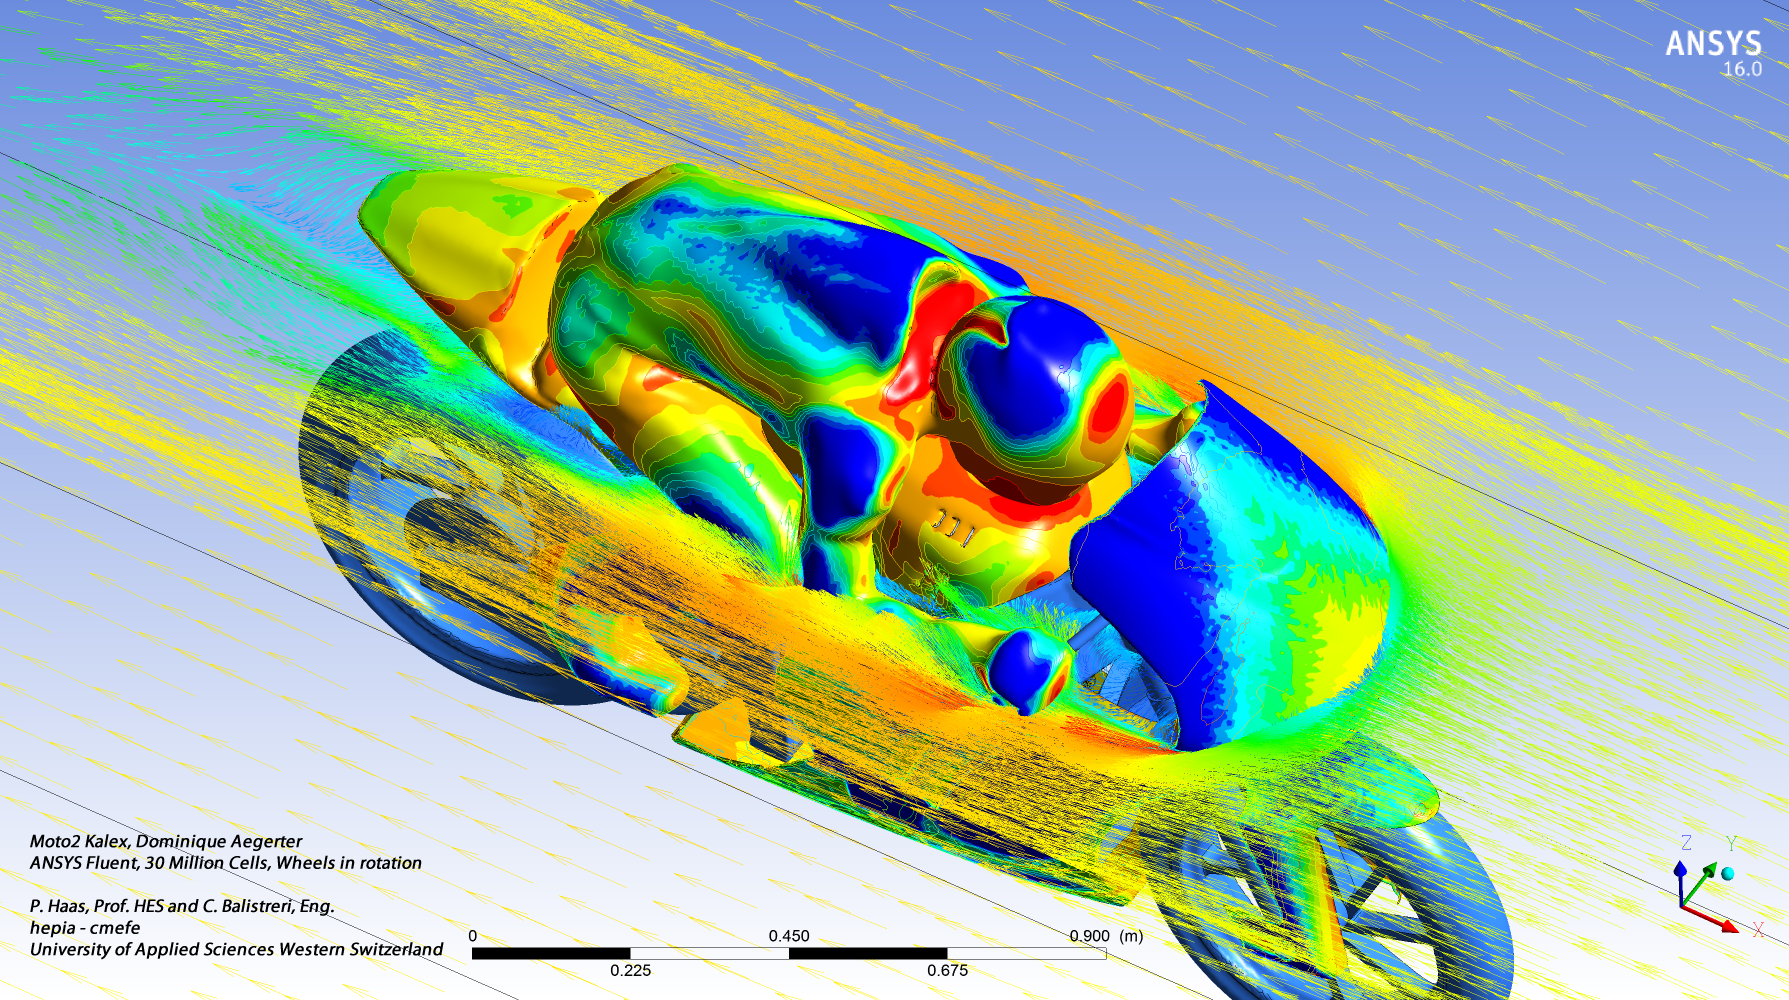 ANSYS
16.0
Moto2 Kalex, Dominique Aegerter
ANSYS Fluent, 30 Million Cells, Wheels in rotation
P. Haas, Prof. HES and C. Balistreri, Eng.
hepia - cmefe
University of Applied Sciences Western Switzerland
0 0.450 0.900 (m)
0.225 0.675
Z Y
X